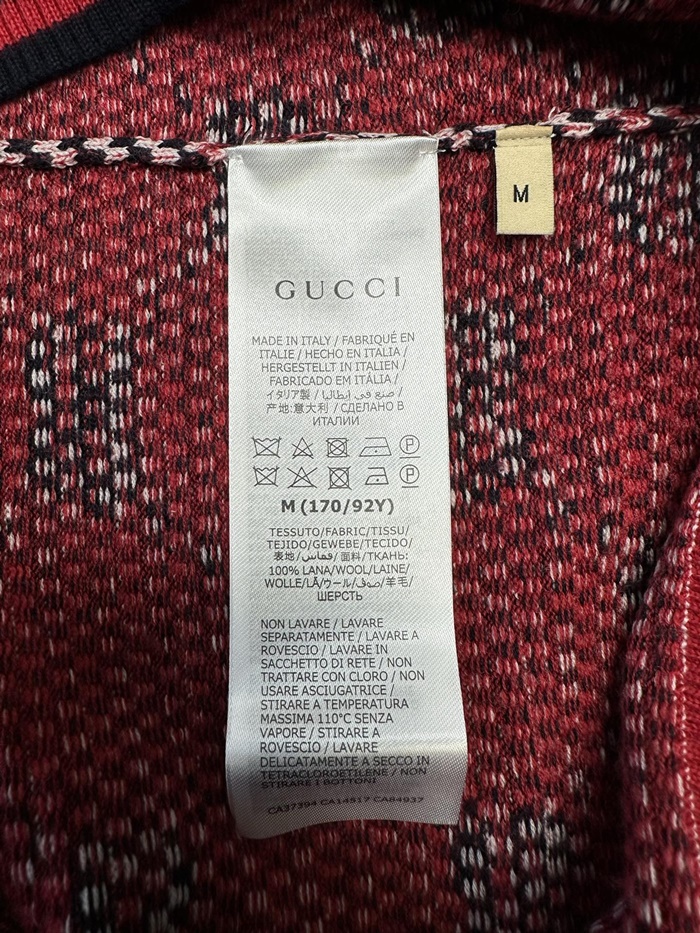 M
GUCCI
MADE IN ITALY / FABRIQUÉ EN
ITALIE / HECHO EN ITALIA /
HERGESTELLT IN ITALIEN /
FABRICADO EM ITÁLIA /
イタリア製 / صنع في إيطاليا /
产地:意大利 / СДЕЛАНО В
ИТАЛИИ
P
P
M (170/92Y)
TESSUTO/FABRIC/TISSU/
TEJIDO/GEWEBE/TECIDO/
表地/قماش/面料/ТКАНЬ:
100% LANA/WOOL/LAINE/
WOLLE/LÃ/ウール/صوف/羊毛/
ШЕРСТЬ
NON LAVARE / LAVARE
SEPARATAMENTE / LAVARE A
ROVESCIO / LAVARE IN
SACCHETTO DI RETE / NON
TRATTARE CON CLORO / NON
USARE ASCIUGATRICE /
STIRARE A TEMPERATURA
MASSIMA 110°C SENZA
VAPORE / STIRARE A
ROVESCIO / LAVARE
DELICATAMENTE A SECCO IN
TETRACLOROETILENE / NON
STIRARE I BOTTONI
CA37394 CA14517 CA84937